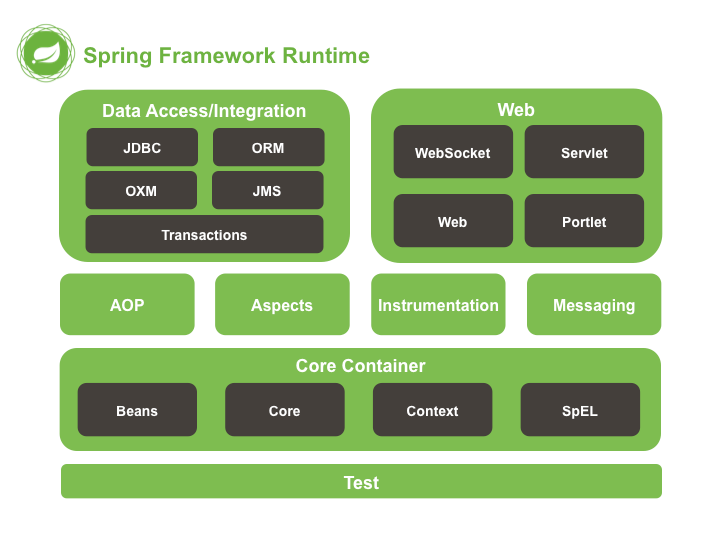 Spring Framework Runtime
Data Access/Integration
JDBC
ORM
OXM
JMS
Transactions
Web
WebSocket
Servlet
Web
Portlet
AOP
Aspects
Instrumentation
Messaging
Core Container
Beans
Core
Context
SpEL
Test